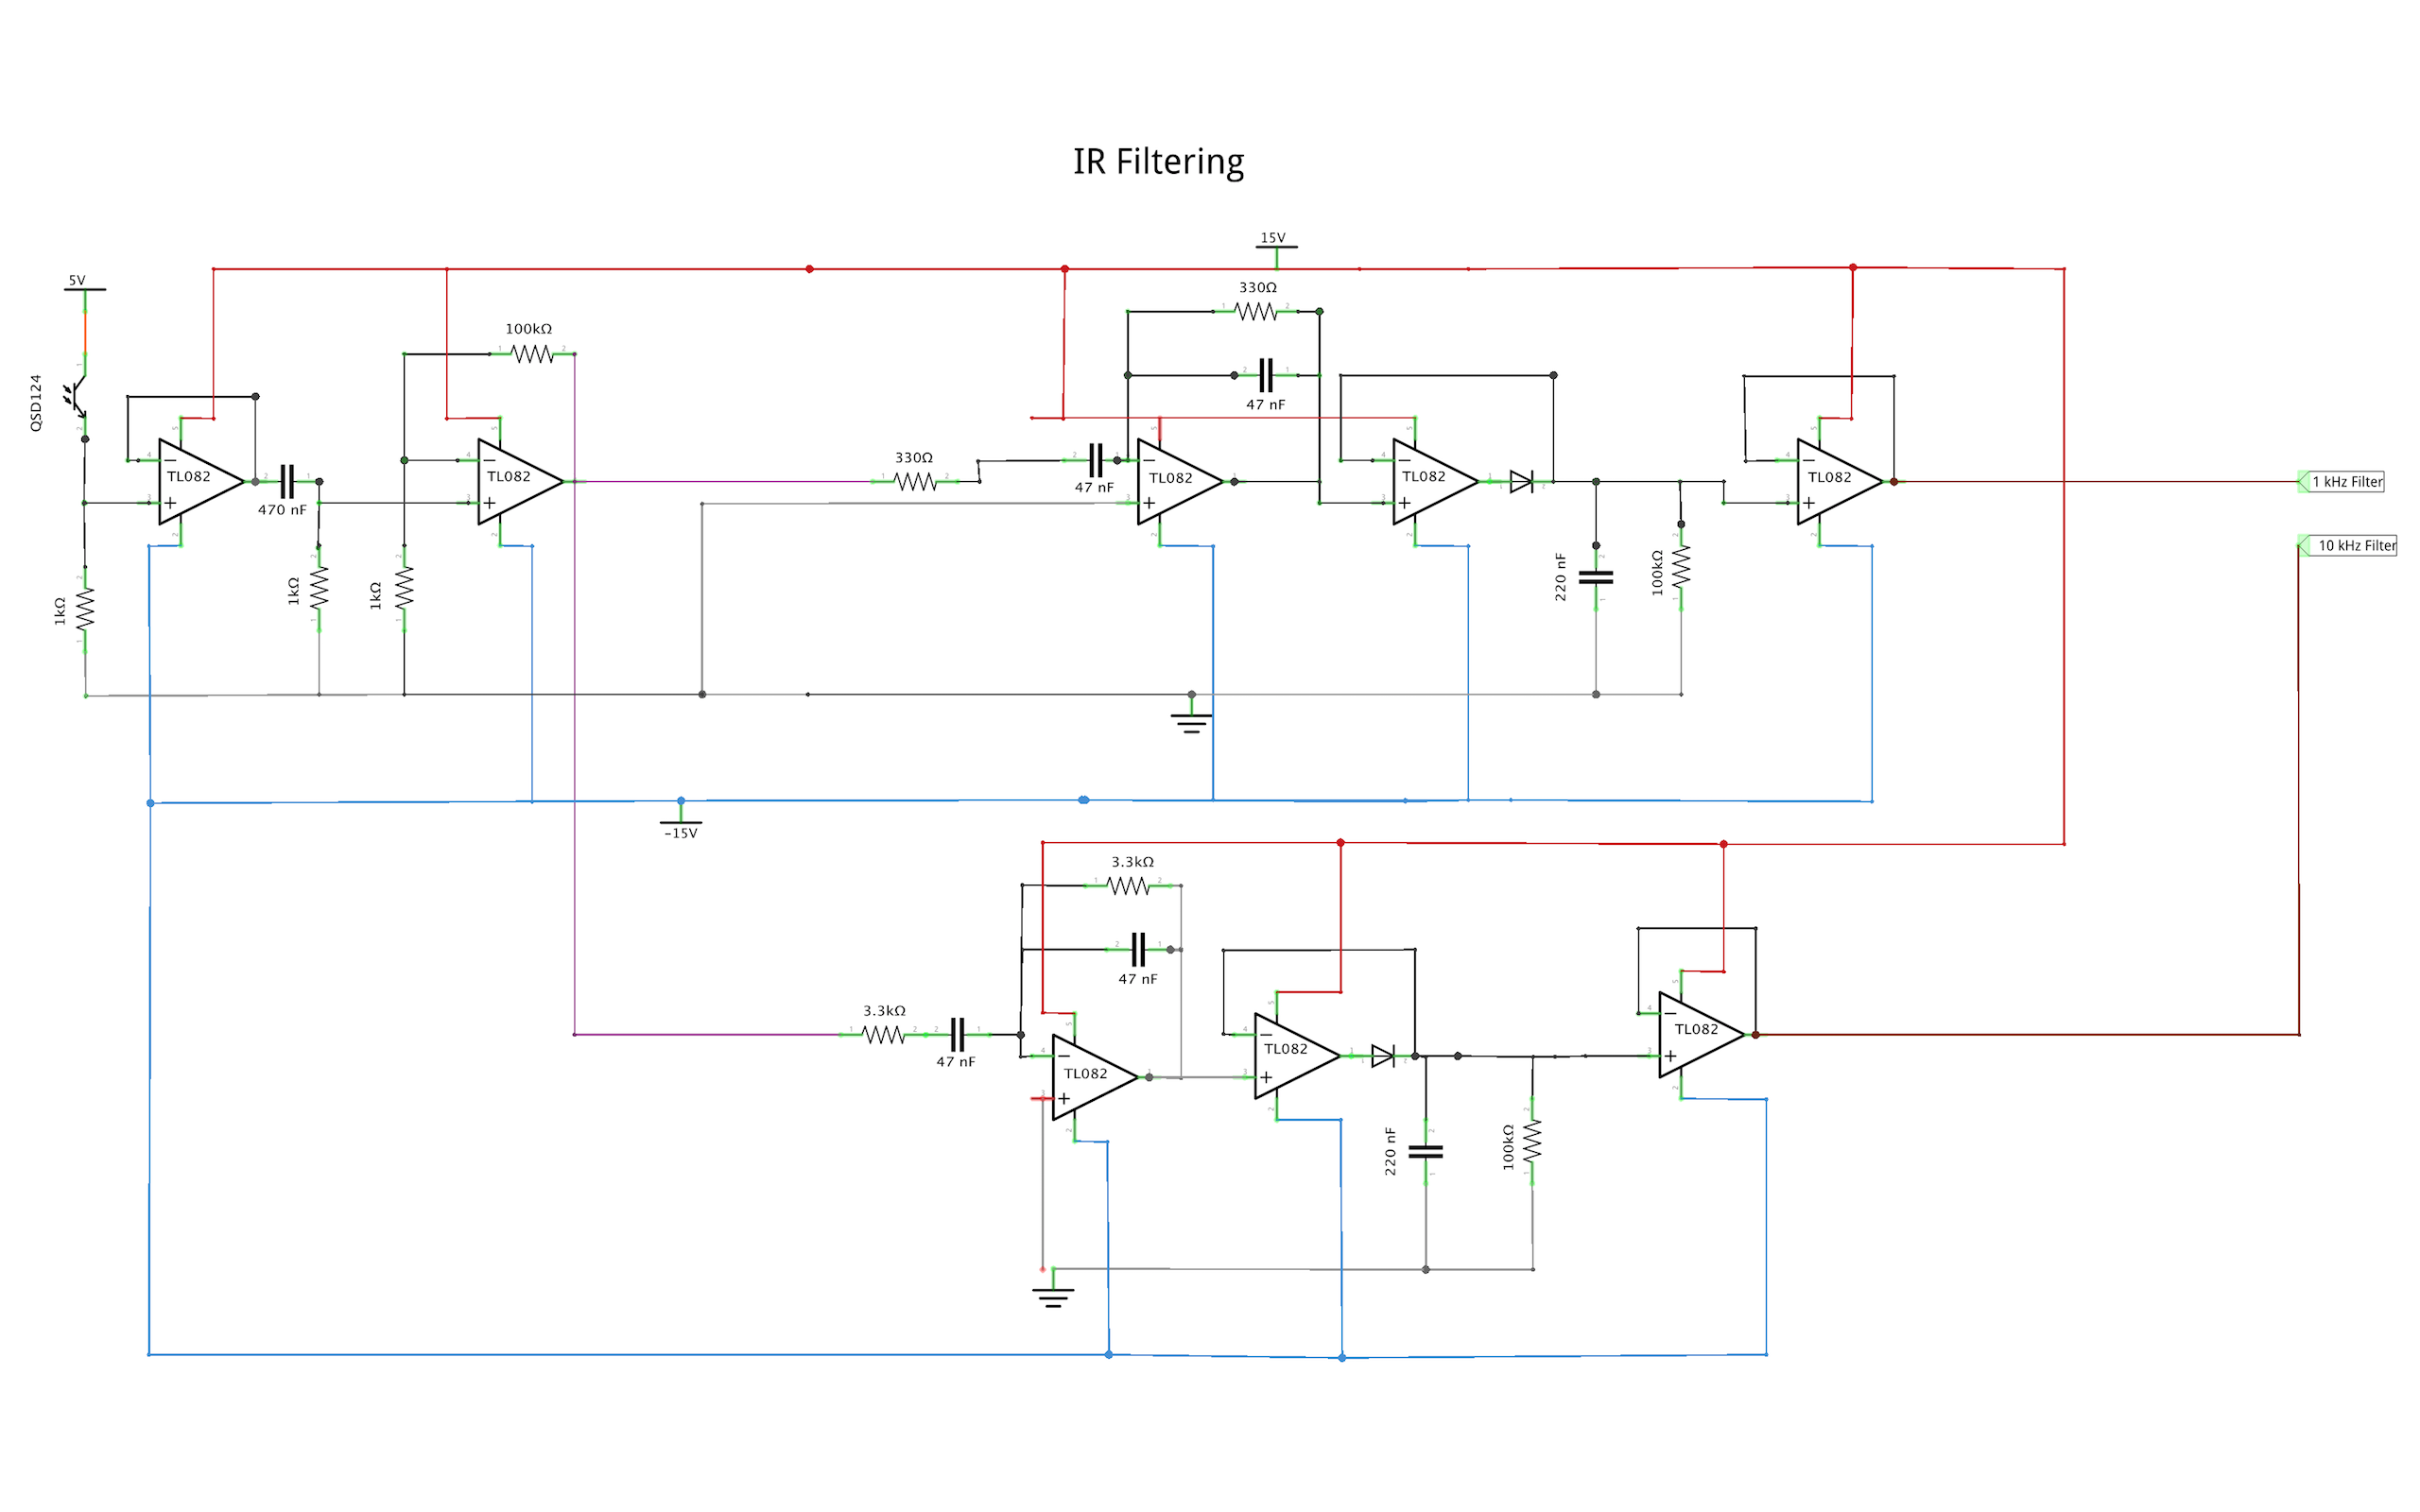 IR Filtering
15V
5V
330Ω
100kΩ
47 nF
QSD124
TL082
TL082
330Ω
TL082
TL082
TL082
1 kHz Filter
470 nF
47 nF
10 kHz Filter
1kΩ
1kΩ
1kΩ
220 nF
100kΩ
-15V
3.3kΩ
47 nF
3.3kΩ
47 nF
TL082
TL082
TL082
220 nF
100kΩ